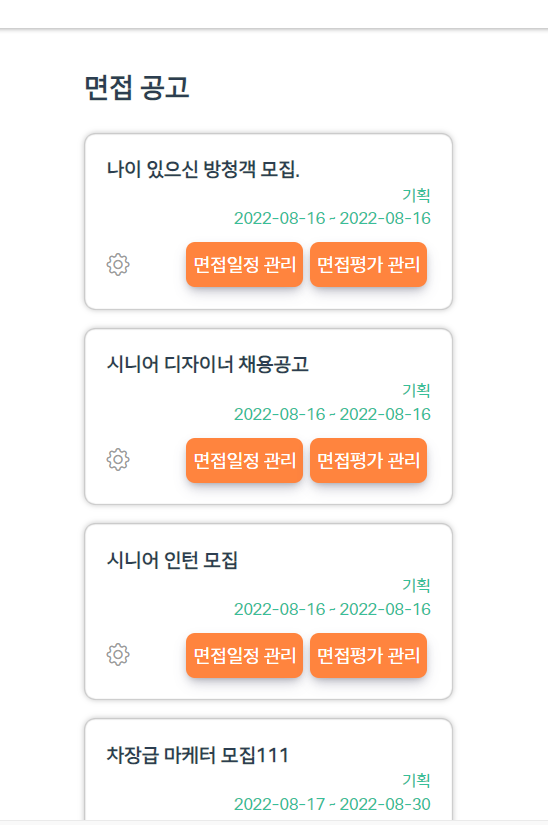 면접 공고
나이 있으신 방청객 모집.
기획
2022-08-16 ~ 2022-08-16
면접일정 관리 면접평가 관리
시니어 디자이너 채용공고
기획
2022-08-16 ~ 2022-08-16
면접일정 관리 면접평가 관리
시니어 인턴 모집
기획
2022-08-16 ~ 2022-08-16
면접일정 관리 면접평가 관리
차장급 마케터 모집111
기획
2022-08-17 ~ 2022-08-30